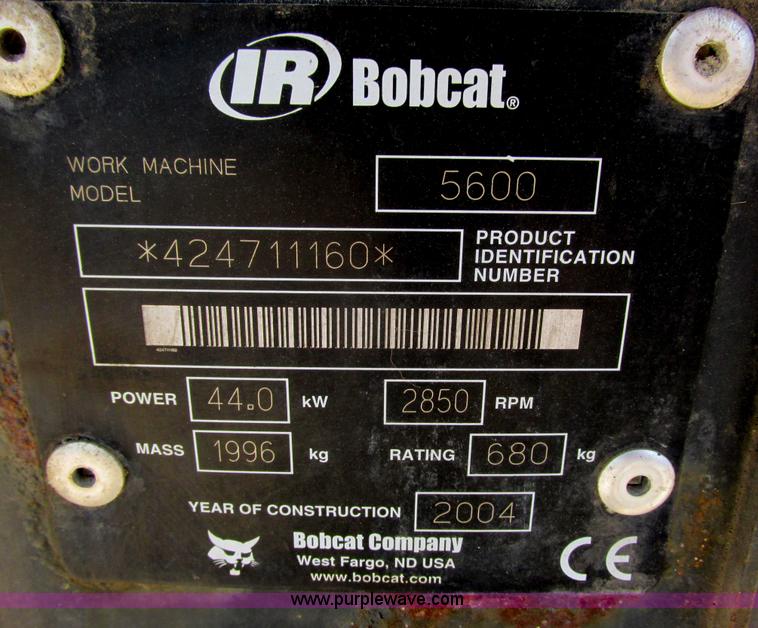 IR Bobcat®
WORK MACHINE
MODEL
5600
*424711160*
PRODUCT
IDENTIFICATION
NUMBER
POWER 44.0 kW 2850 RPM
MASS 1996 kg RATING 680 kg
YEAR OF CONSTRUCTION 2004
Bobcat Company
West Fargo, ND USA
www.bobcat.com
CE
www.purplewave.com